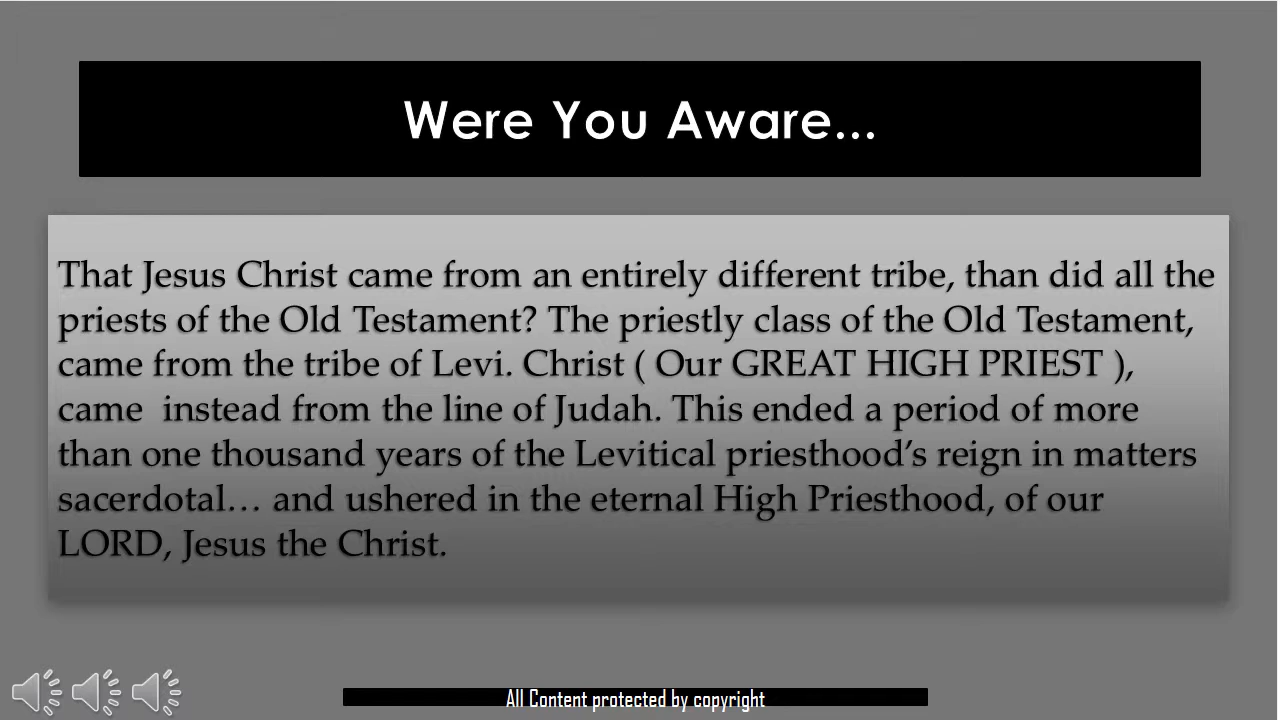 Were You Aware...
That Jesus Christ came from an entirely different tribe, than did all the
priests of the Old Testament? The priestly class of the Old Testament,
came from the tribe of Levi. Christ ( Our GREAT HIGH PRIEST ),
came  instead from the line of Judah. This ended a period of more
than one thousand years of the Levitical priesthood’s reign in matters
sacerdotal… and ushered in the eternal High Priesthood, of our
LORD, Jesus the Christ.
All Content protected by copyright